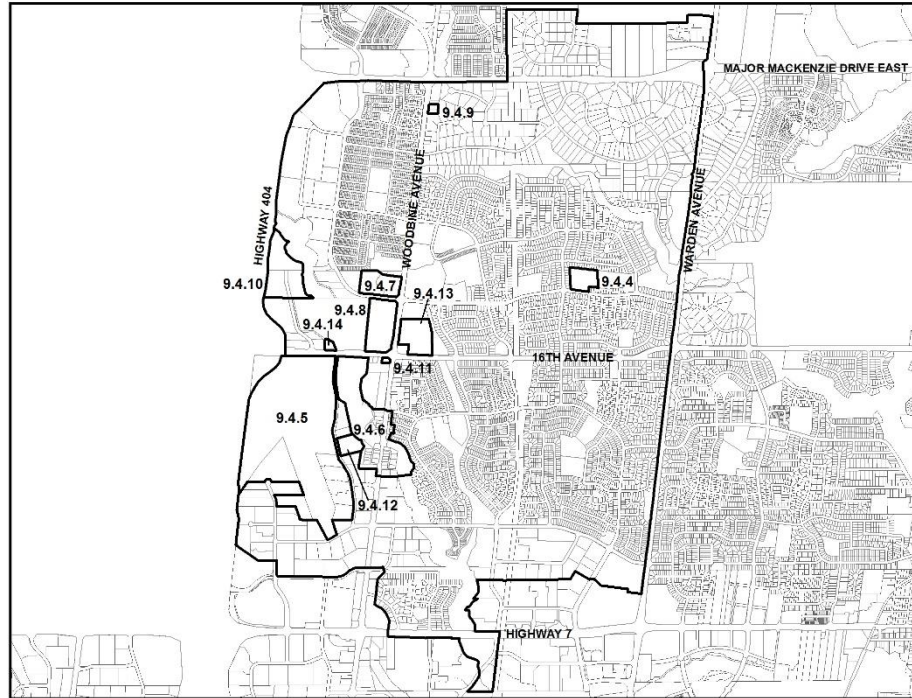 MAJOR MACKENZIE DRIVE EAST
9.4.9
WOODBINE AVENUE
WARDEN AVENUE
HIGHWAY 404
9.4.10
9.4.7
9.4.4
9.4.8
9.4.13
9.4.14
16TH AVENUE
9.4.11
9.4.5
9.4.6
9.4.12
HIGHWAY 7